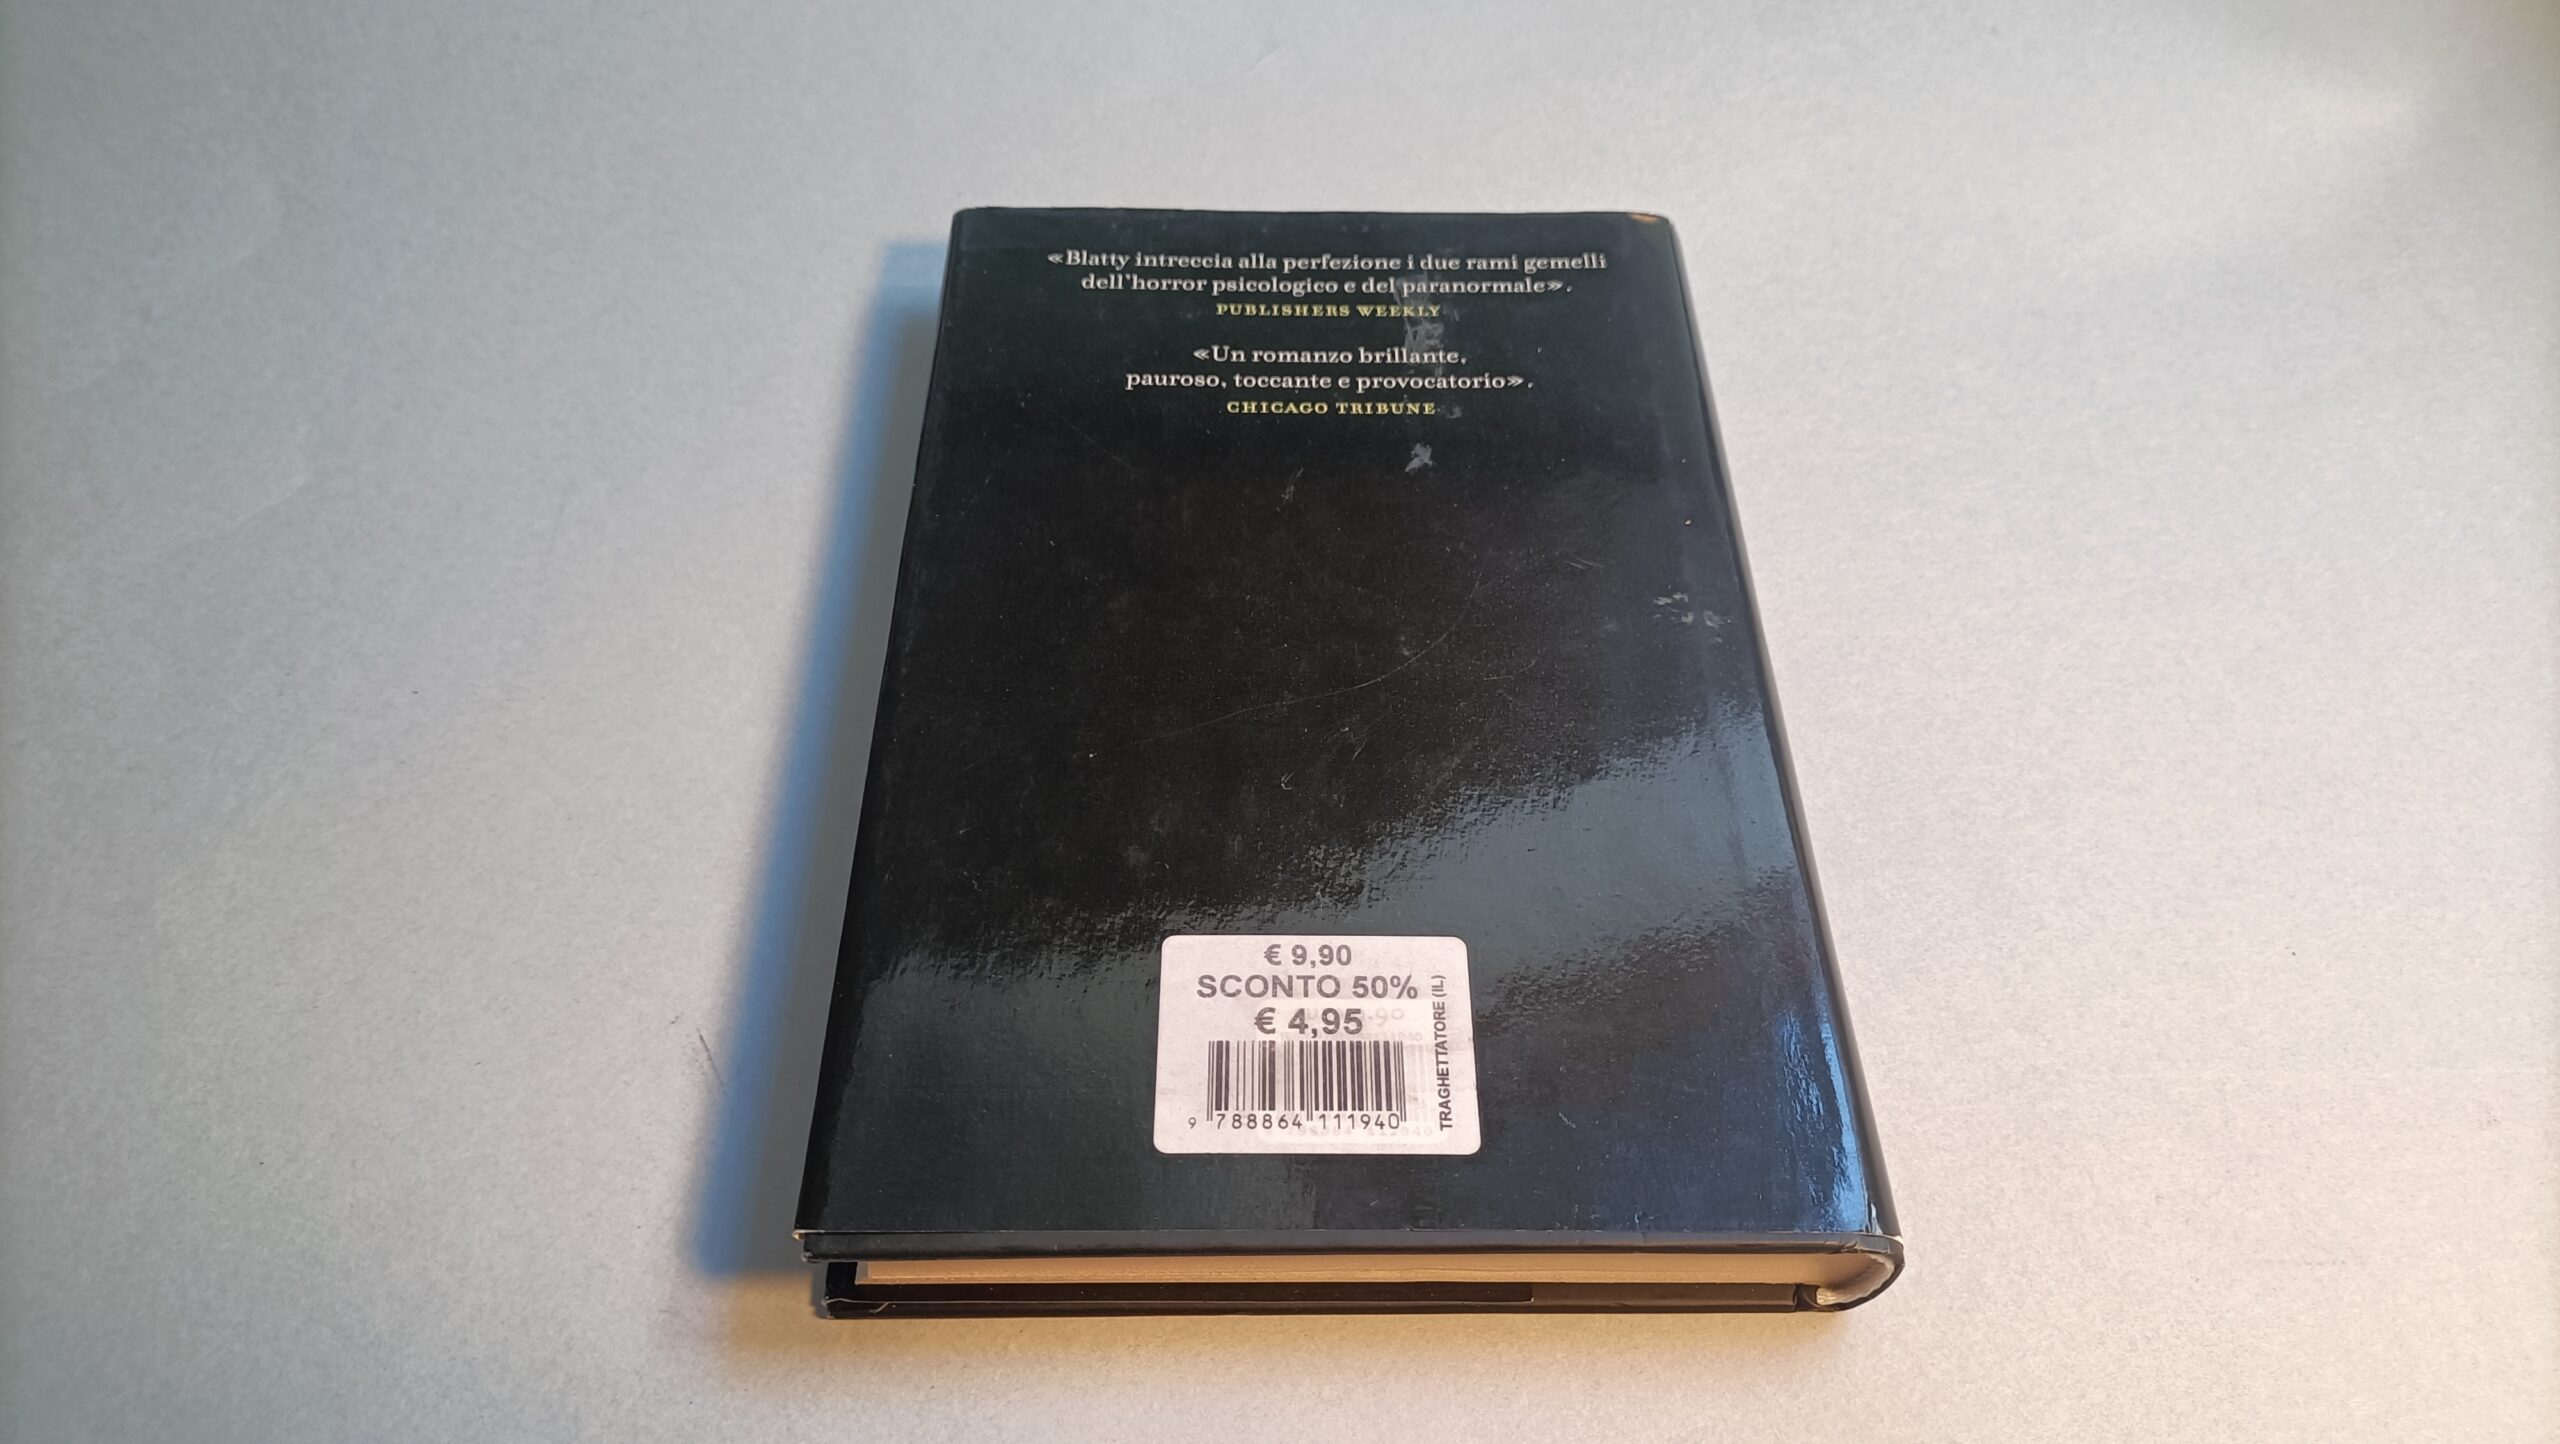 «Blatty intreccia alla perfezione i due rami gemelli
dell'horror psicologico e del paranormale».
PUBLISHERS WEEKLY
«Un romanzo brillante,
pauroso, toccante e provocatorio».
CHICAGO TRIBUNE
€ 9,90
SCONTO 50%
€ 4,95
9 788864 111940
TRAGHETTATORE (IL)